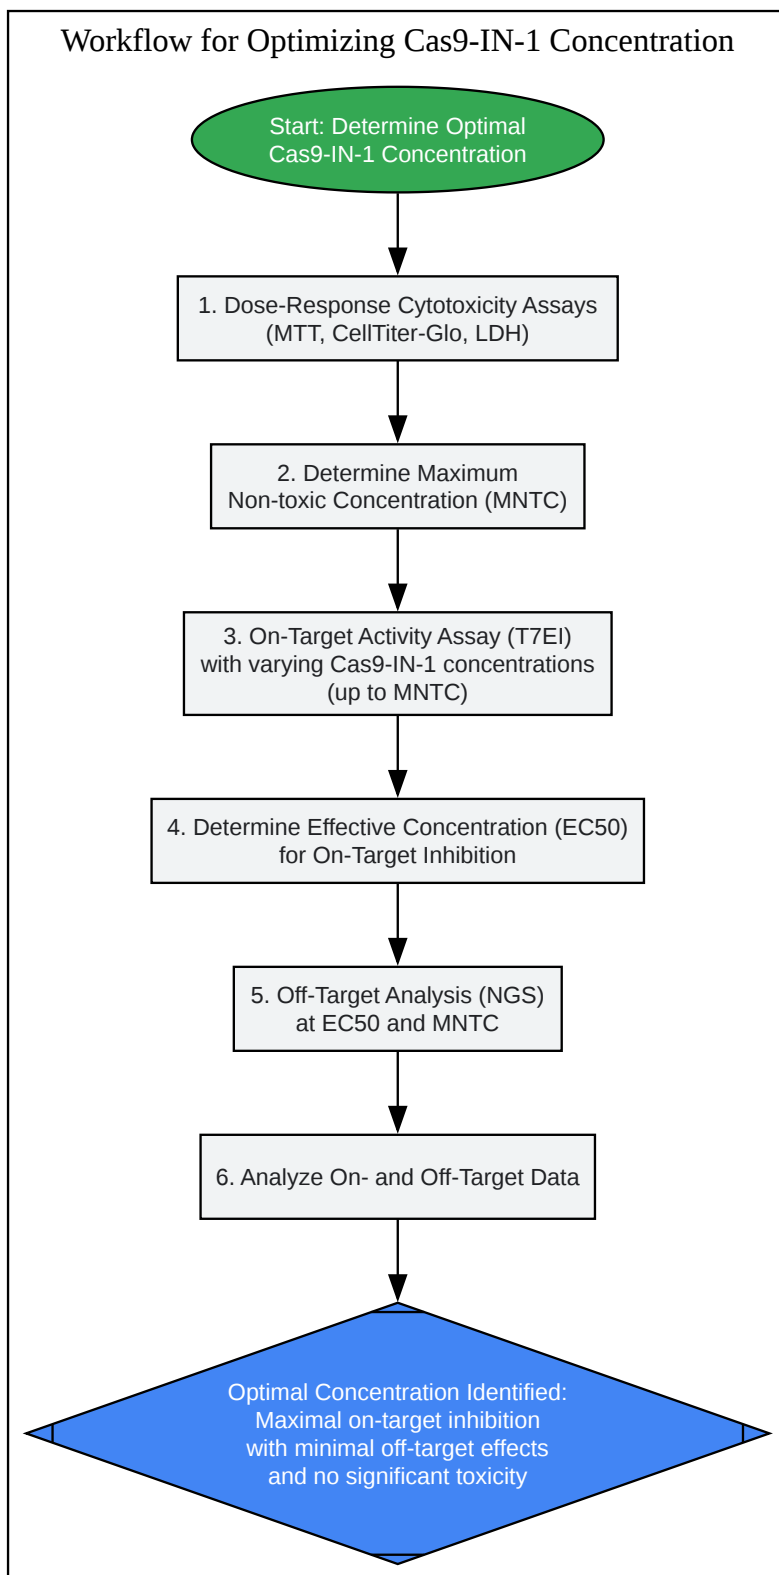 Workflow for Optimizing Cas9-IN-1 Concentration
Start: Determine Optimal
Cas9-IN-1 Concentration
1. Dose-Response Cytotoxicity Assays
(MTT, CellTiter-Glo, LDH)
2. Determine Maximum
Non-toxic Concentration (MNTC)
3. On-Target Activity Assay (T7EI)
with varying Cas9-IN-1 concentrations
(up to MNTC)
4. Determine Effective Concentration (EC50)
for On-Target Inhibition
5. Off-Target Analysis (NGS)
at EC50 and MNTC
6. Analyze On- and Off-Target Data
Optimal Concentration Identified:
Maximal on-target inhibition
with minimal off-target effects
and no significant toxicity